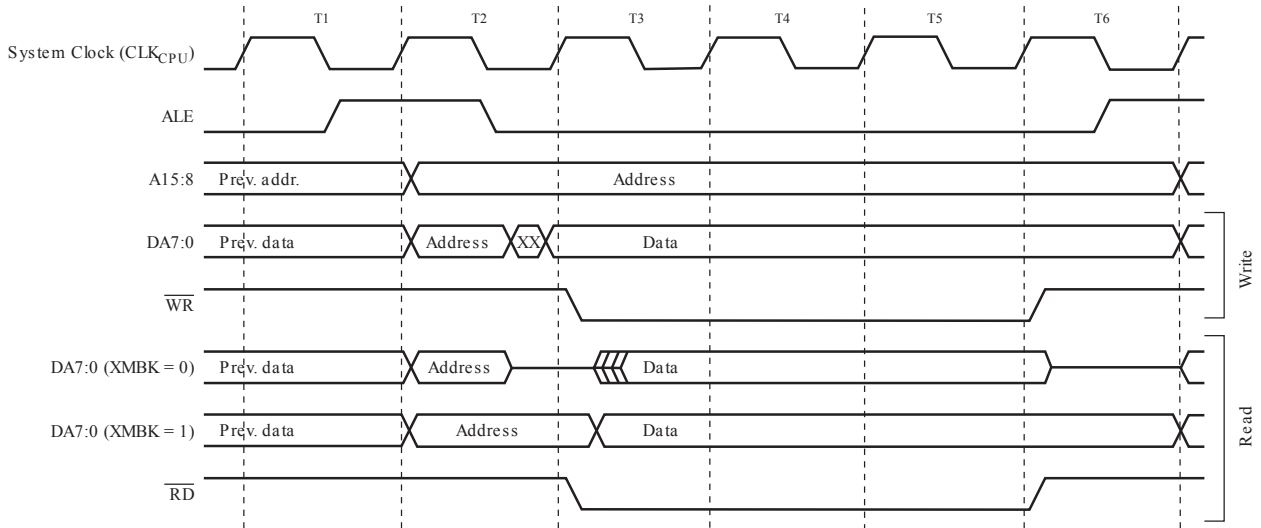 T1 T2 T3 T4 T5 T6
System Clock (CLKCPU)
ALE
A15:8 Prev. addr. Address
DA7:0 Prev. data Address XX Data
WR
Write
DA7:0 (XMBK = 0) Prev. data Address Data
DA7:0 (XMBK = 1) Prev. data Address Data
RD
Read